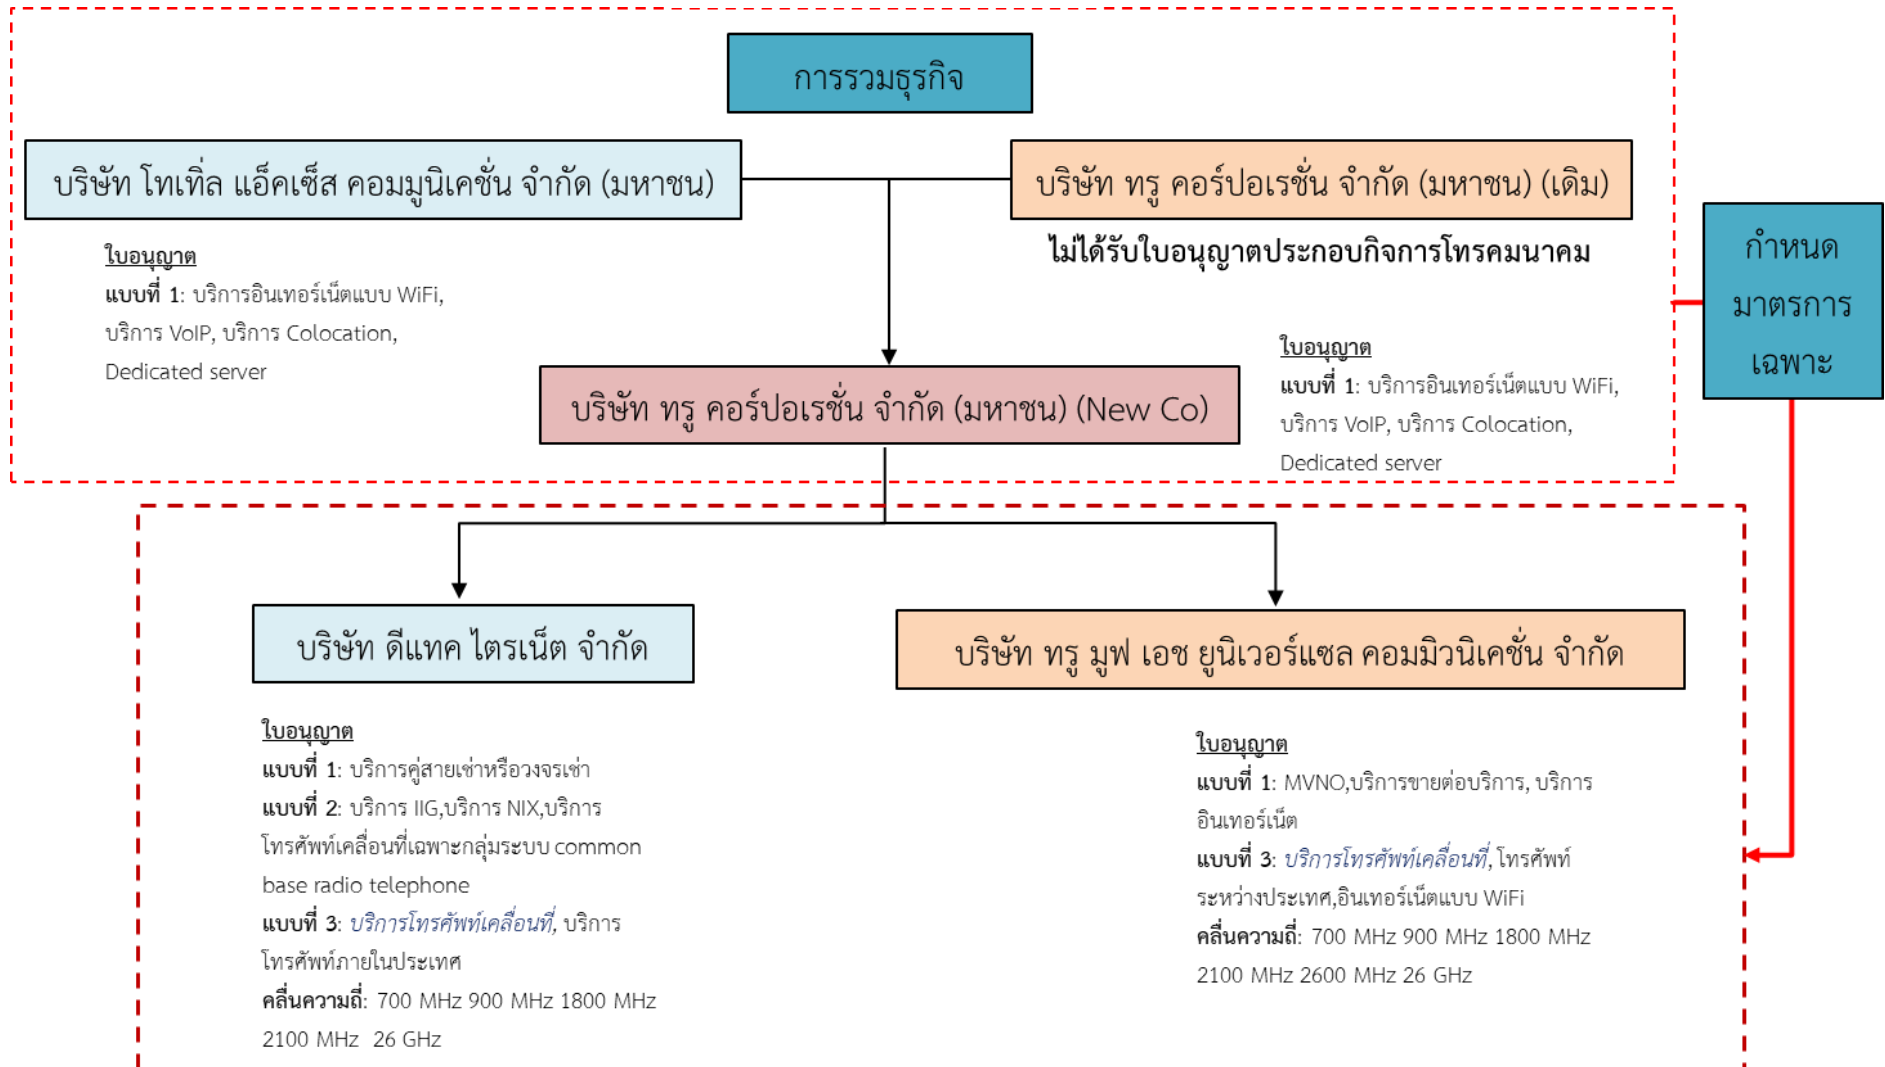 การรวมธุรกิจ
บริษัท โทเทิ่ล แอ็คเซ็ส คอมมูนิเคชั่น จำกัด (มหาชน)
บริษัท ทรู คอร์ปอเรชั่น จำกัด (มหาชน) (เดิม)
ใบอนุญาต
แบบที่ 1: บริการอินเทอร์เน็ตแบบ WiFi,
บริการ VoIP, บริการ Colocation,
Dedicated server
ไม่ได้รับใบอนุญาตประกอบกิจการโทรคมนาคม
กำหนด
มาตรการ
เฉพาะ
บริษัท ทรู คอร์ปอเรชั่น จำกัด (มหาชน) (New Co)
ใบอนุญาต
แบบที่ 1: บริการอินเทอร์เน็ตแบบ WiFi,
บริการ VoIP, บริการ Colocation,
Dedicated server
บริษัท ดีแทค ไตรเน็ต จำกัด
บริษัท ทรู มูฟ เอช ยูนิเวอร์แซล คอมมิวนิเคชั่น จำกัด
ใบอนุญาต
แบบที่ 1: บริการคู่สายเช่าหรือวงจรเช่า
แบบที่ 2: บริการ IIG,บริการ NIX,บริการ
โทรศัพท์เคลื่อนที่เฉพาะกลุ่มระบบ common
base radio telephone
แบบที่ 3: บริการโทรศัพท์เคลื่อนที่, บริการ
โทรศัพท์ภายในประเทศ
คลื่นความถี่: 700 MHz 900 MHz 1800 MHz
2100 MHz 26 GHz
ใบอนุญาต
แบบที่ 1: MVNO,บริการขายต่อบริการ, บริการ
อินเทอร์เน็ต
แบบที่ 3: บริการโทรศัพท์เคลื่อนที่, โทรศัพท์
ระหว่างประเทศ,อินเทอร์เน็ตแบบ WiFi
คลื่นความถี่: 700 MHz 900 MHz 1800 MHz
2100 MHz 2600 MHz 26 GHz